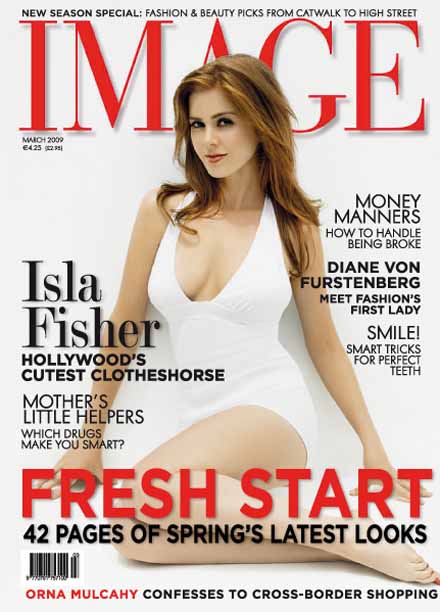 NEW SEASON SPECIAL: FASHION & BEAUTY PICKS FROM CATWALK TO HIGH STREET
IMAGE
MARCH 2009
€4.25 (£2.95)
MONEY
MANNERS
HOW TO HANDLE
BEING BROKE
DIANE VON
FURSTENBERG
MEET FASHION'S
FIRST LADY
SMILE!
SMART TRICKS
FOR PERFECT
TEETH
Isla
Fisher
HOLLYWOOD'S
CUTEST CLOTHESHORSE
MOTHER'S
LITTLE HELPERS
WHICH DRUGS
MAKE YOU SMART?
FRESH START
42 PAGES OF SPRING'S LATEST LOOKS
ORNA MULCAHY CONFESSES TO CROSS-BORDER SHOPPING